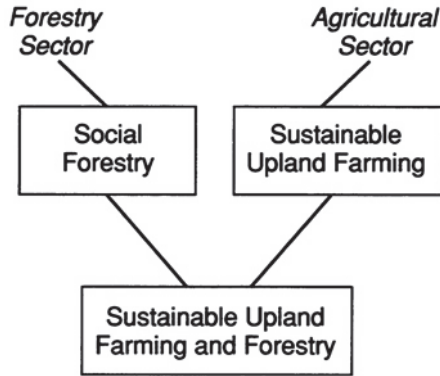 Forestry
Sector
Agricultural
Sector
Social
Forestry
Sustainable
Upland Farming
Sustainable Upland
Farming and Forestry